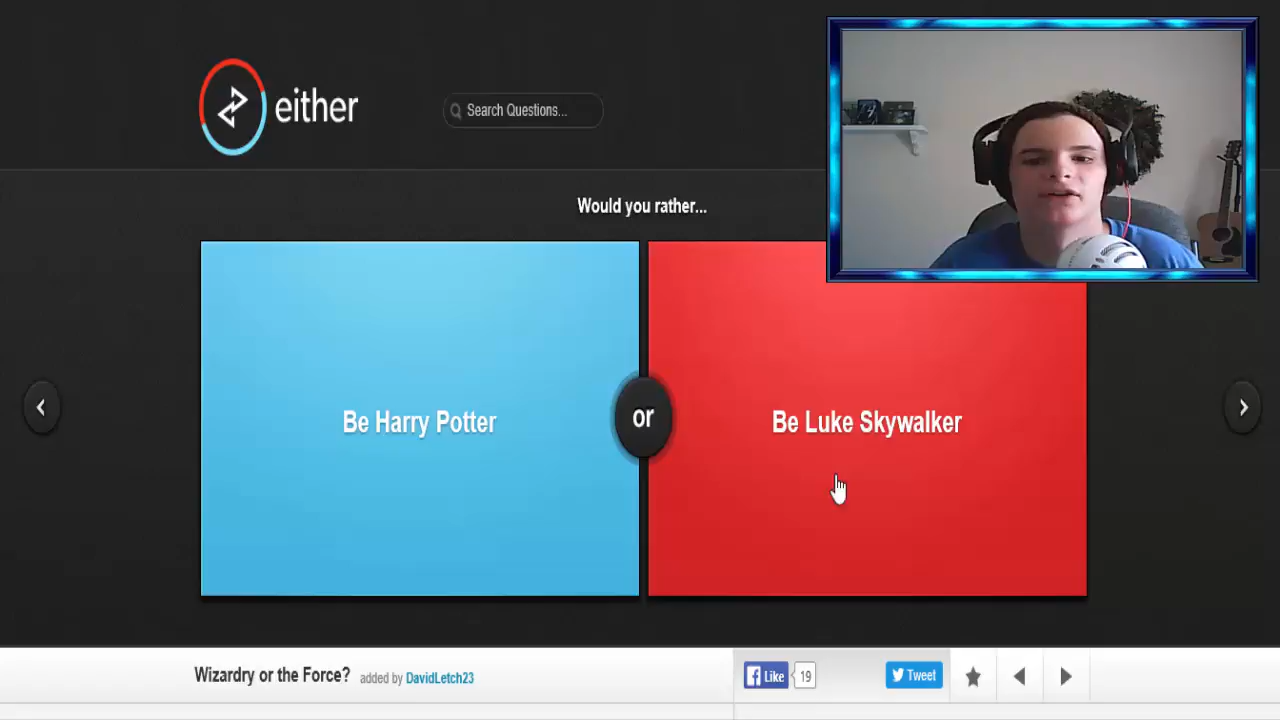 either
Search Questions...
Would you rather...
Be Harry Potter
or
Be Luke Skywalker
Wizardry or the Force? added by DavidLetch23
Like 19 Tweet